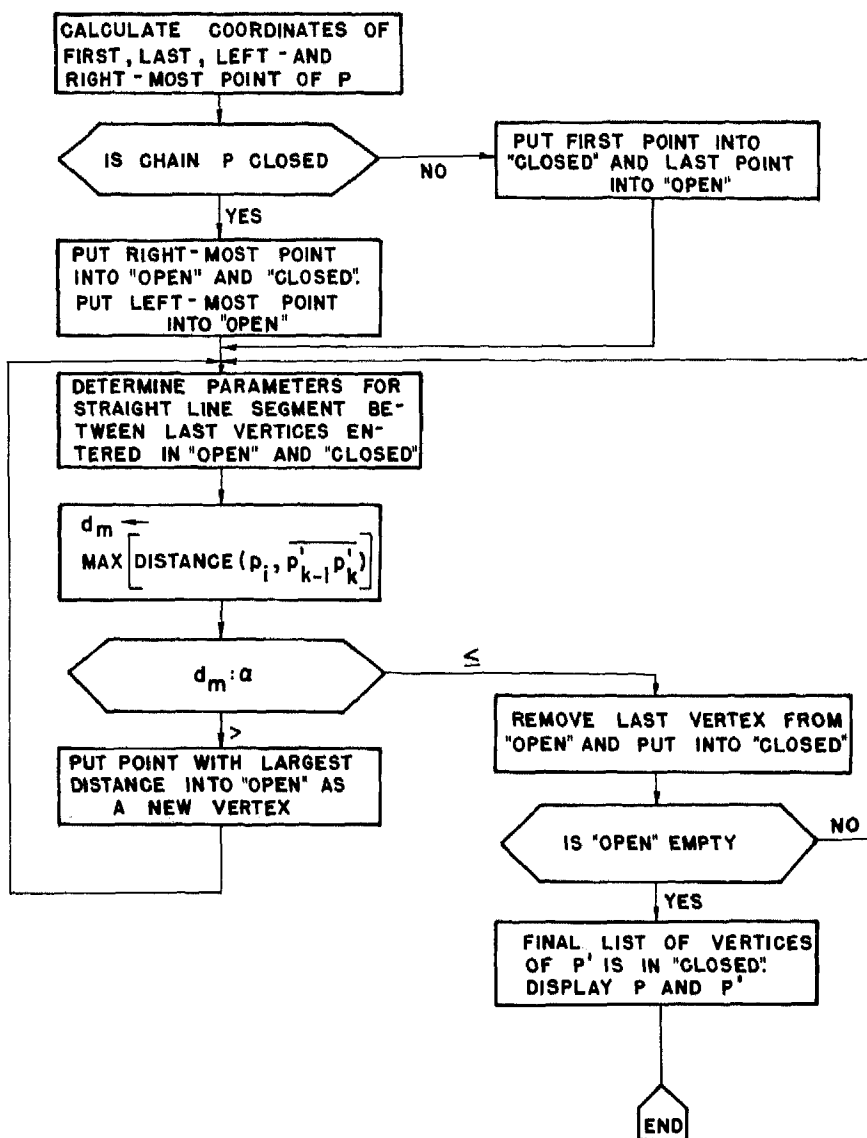 CALCULATE COORDINATES OF
FIRST, LAST, LEFT-AND
RIGHT-MOST POINT OF P
IS CHAIN P CLOSED
NO
PUT FIRST POINT INTO
"CLOSED" AND LAST POINT
INTO "OPEN"
YES
PUT RIGHT-MOST POINT
INTO "OPEN" AND "CLOSED".
PUT LEFT-MOST POINT
INTO "OPEN"
DETERMINE PARAMETERS FOR
STRAIGHT LINE SEGMENT BE-
TWEEN LAST VERTICES EN-
TERED IN "OPEN" AND "CLOSED"
d_m ←
MAX[DISTANCE(p_i, \overline{p'_{k-1} p'_k})]
d_m : α
≤
>
PUT POINT WITH LARGEST
DISTANCE INTO "OPEN" AS
A NEW VERTEX
REMOVE LAST VERTEX FROM
"OPEN" AND PUT INTO "CLOSED"
IS "OPEN" EMPTY
NO
YES
FINAL LIST OF VERTICES
OF P' IS IN "CLOSED".
DISPLAY P AND P'
END